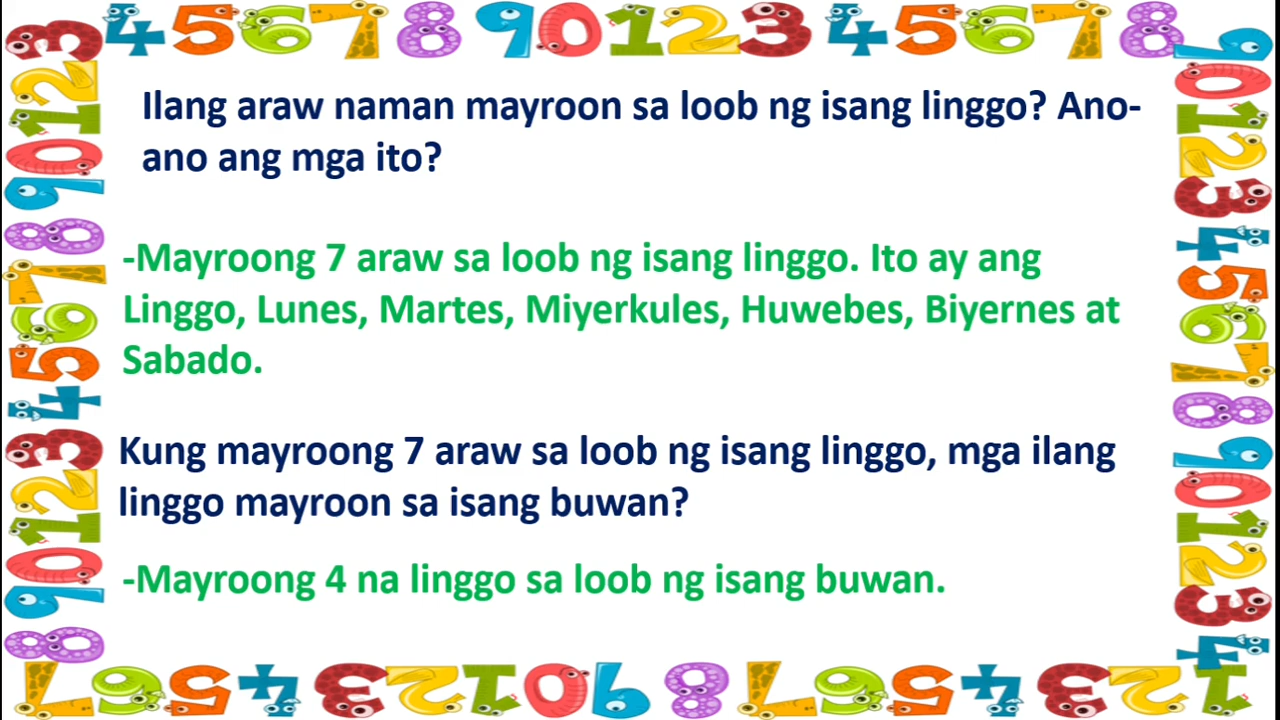 Ilang araw naman mayroon sa loob ng isang linggo? Ano-
ano ang mga ito?
-Mayroong 7 araw sa loob ng isang linggo. Ito ay ang
Linggo, Lunes, Martes, Miyerkules, Huwebes, Biyernes at
Sabado.
Kung mayroong 7 araw sa loob ng isang linggo, mga ilang
linggo mayroon sa isang buwan?
-Mayroong 4 na linggo sa loob ng isang buwan.